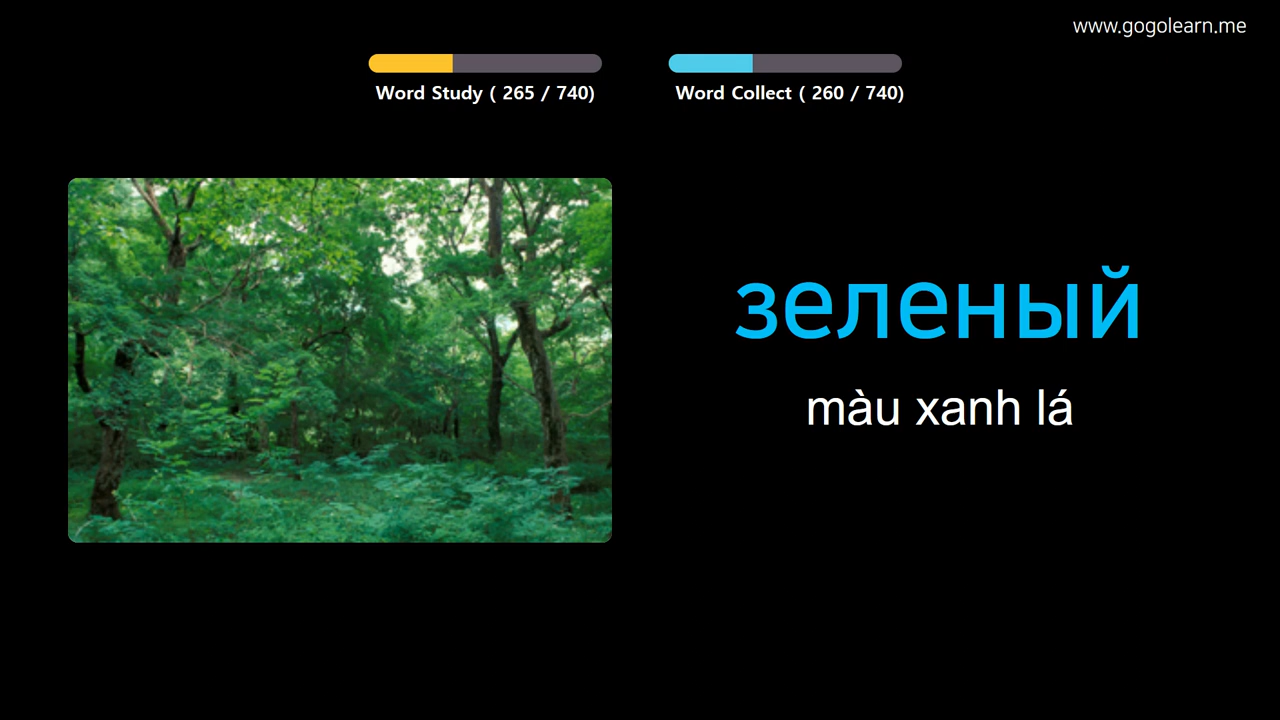 www.gogolearn.me
Word Study ( 265 / 740)
Word Collect ( 260 / 740)
зеленый
màu xanh lá